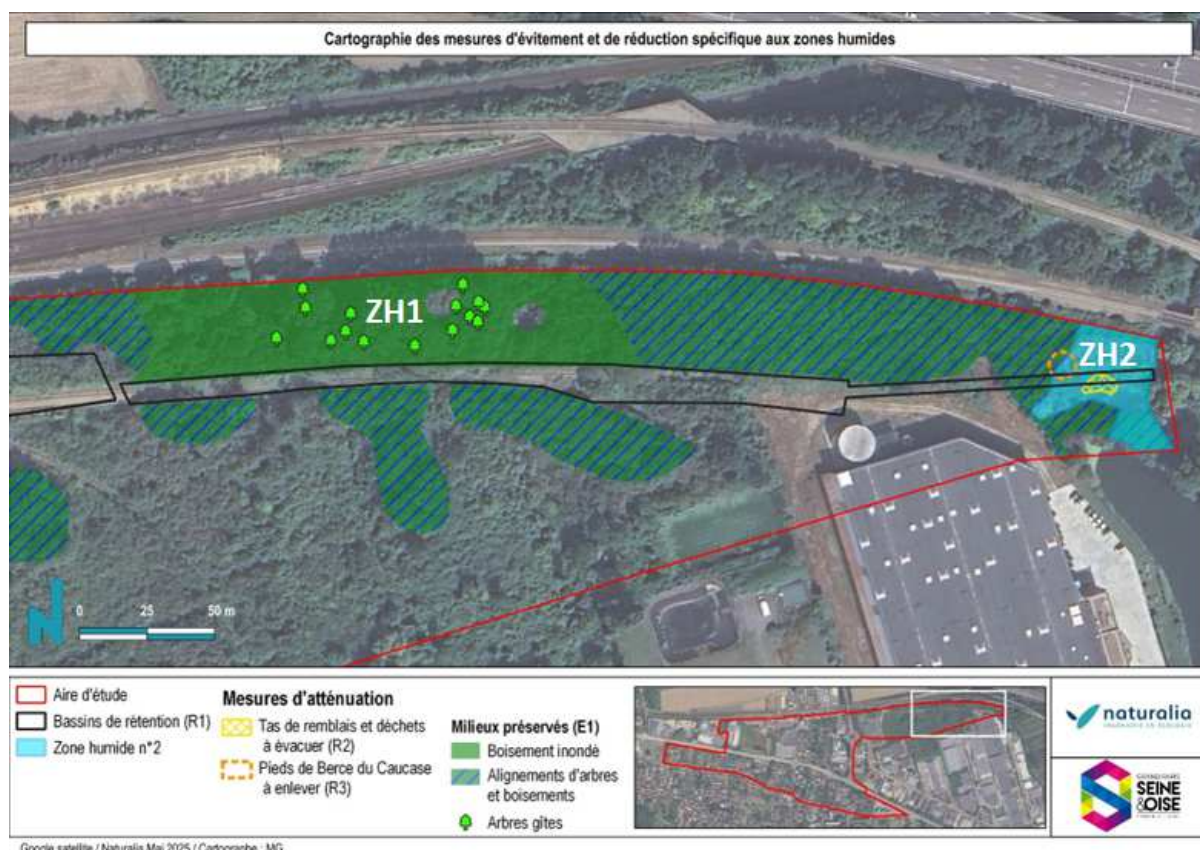 Cartographie des mesures d'évitement et de réduction spécifique aux zones humides
ZH1
ZH2
N
0 25 50 m
Aire d'étude
Bassins de rétention (R1)
Zone humide n°2
Mesures d'atténuation
Tas de remblais et déchets
à évacuer (R2)
Pieds de Berce du Caucase
à enlever (R3)
Milieux préservés (E1)
Boisement inondé
Alignements d'arbres
et boisements
Arbres gîtes
naturalia
SEINE
&OISE
Google satellite / Naturalia Mai 2025 / Cartographe : MG